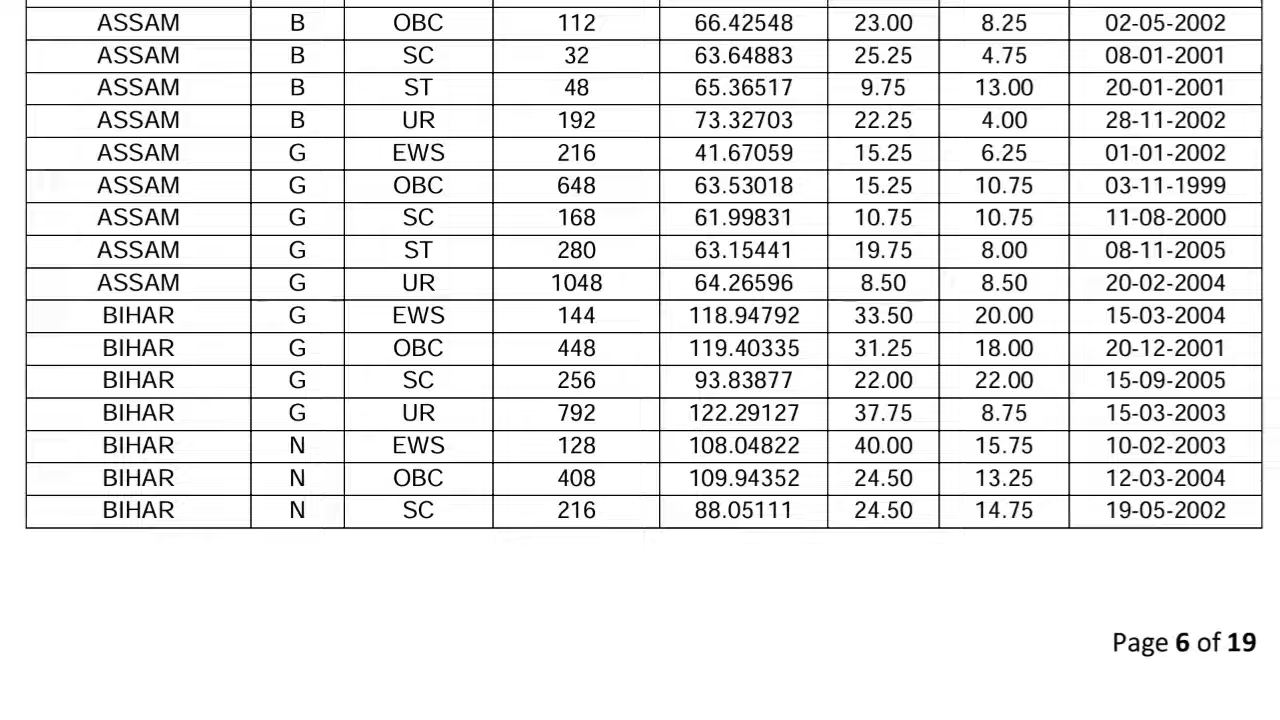 ASSAM B OBC 112 66.42548 23.00 8.25 02-05-2002
ASSAM B SC 32 63.64883 25.25 4.75 08-01-2001
ASSAM B ST 48 65.36517 9.75 13.00 20-01-2001
ASSAM B UR 192 73.32703 22.25 4.00 28-11-2002
ASSAM G EWS 216 41.67059 15.25 6.25 01-01-2002
ASSAM G OBC 648 63.53018 15.25 10.75 03-11-1999
ASSAM G SC 168 61.99831 10.75 10.75 11-08-2000
ASSAM G ST 280 63.15441 19.75 8.00 08-11-2005
ASSAM G UR 1048 64.26596 8.50 8.50 20-02-2004
BIHAR G EWS 144 118.94792 33.50 20.00 15-03-2004
BIHAR G OBC 448 119.40335 31.25 18.00 20-12-2001
BIHAR G SC 256 93.83877 22.00 22.00 15-09-2005
BIHAR G UR 792 122.29127 37.75 8.75 15-03-2003
BIHAR N EWS 128 108.04822 40.00 15.75 10-02-2003
BIHAR N OBC 408 109.94352 24.50 13.25 12-03-2004
BIHAR N SC 216 88.05111 24.50 14.75 19-05-2002
Page 6 of 19